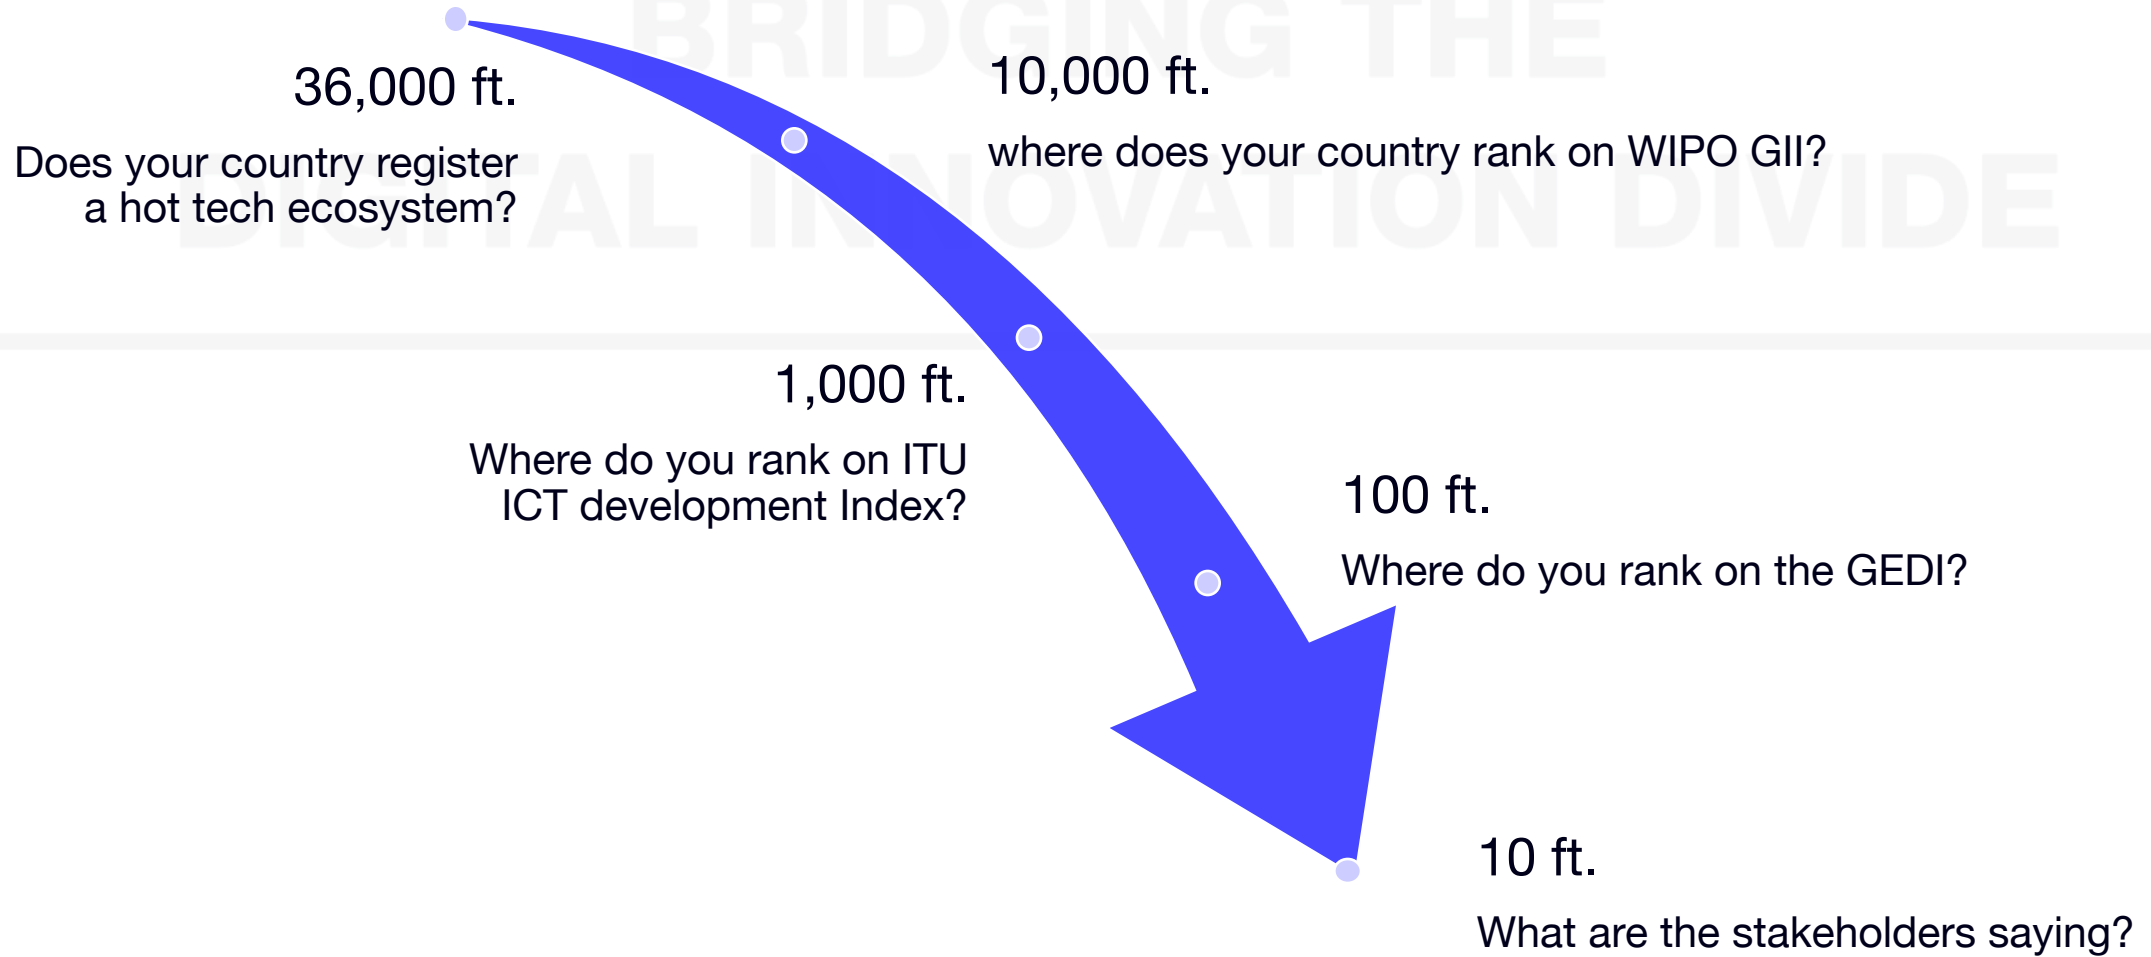 BRIDGING THE
DIGITAL INNOVATION DIVIDE
36,000 ft.
Does your country register
a hot tech ecosystem?
10,000 ft.
where does your country rank on WIPO GII?
1,000 ft.
Where do you rank on ITU
ICT development Index?
100 ft.
Where do you rank on the GEDI?
10 ft.
What are the stakeholders saying?